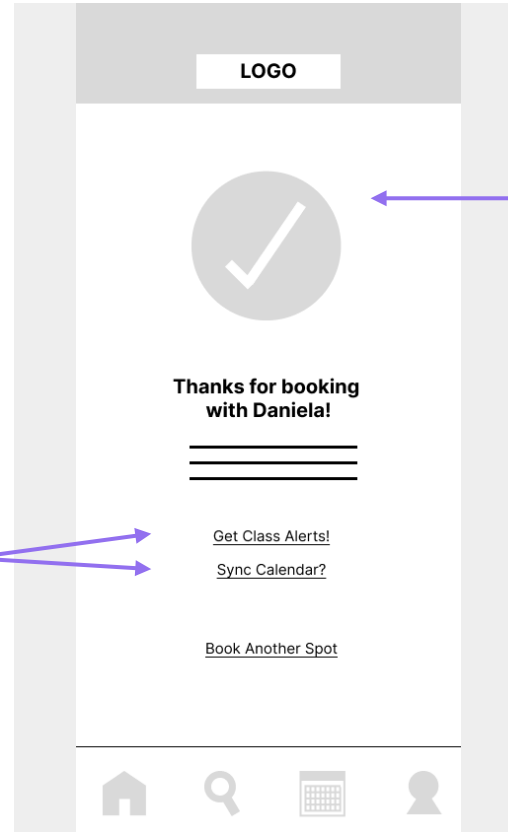 LOGO
Thanks for booking
with Daniela!
Get Class Alerts!
Sync Calendar?
Book Another Spot